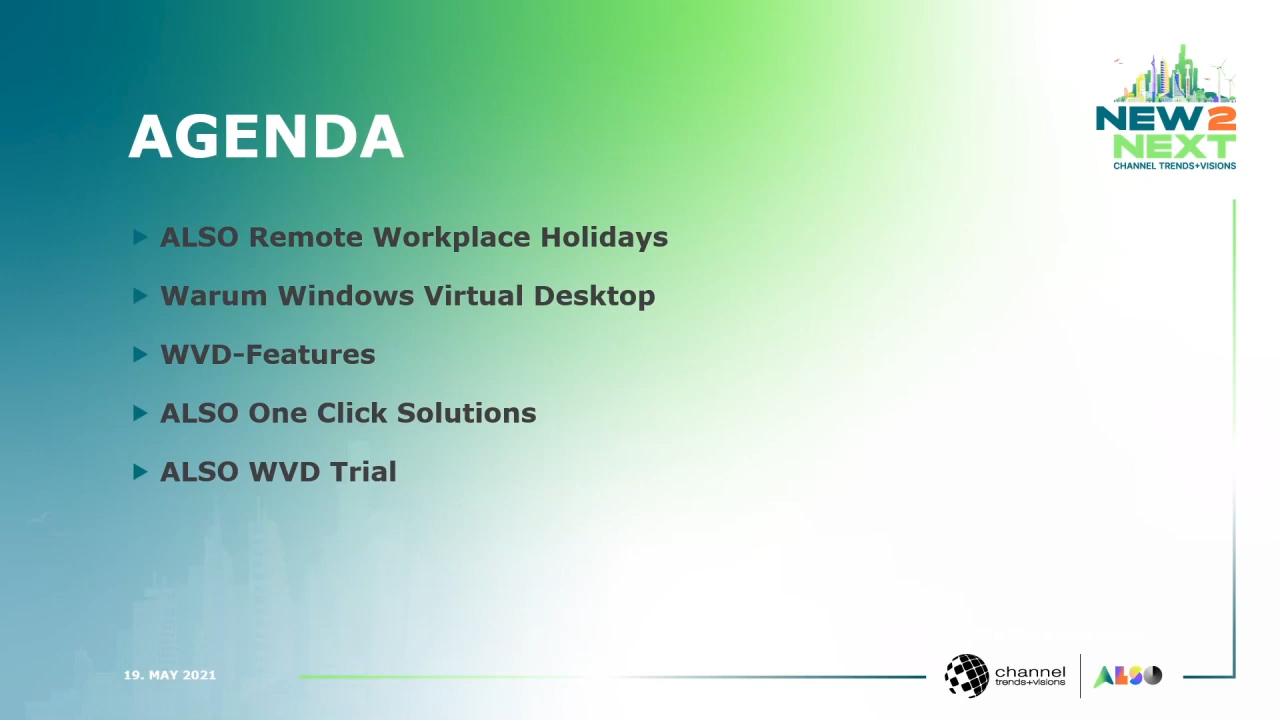 AGENDA
ALSO Remote Workplace Holidays
Warum Windows Virtual Desktop
WVD-Features
ALSO One Click Solutions
ALSO WVD Trial
NEW 2
NEXT
CHANNEL TRENDS+VISIONS
19. MAY 2021
channel
trends+visions
ALSO